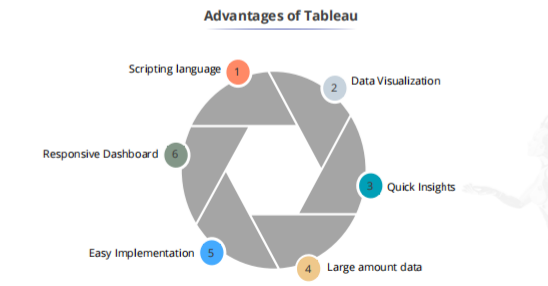 Advantages of Tableau
Scripting language
1
2
Data Visualization
3
Quick Insights
4
Large amount data
Easy Implementation
5
Responsive Dashboard
6